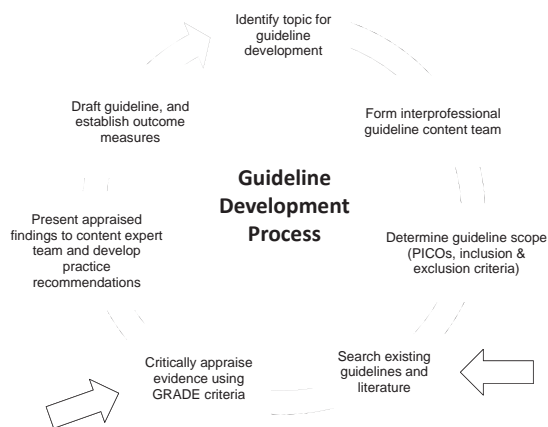 Identify topic for
guideline
development
Form interprofessional
guideline content team
Determine guideline scope
(PICOs, inclusion &
exclusion criteria)
Search existing
guidelines and
literature
Critically appraise
evidence using
GRADE criteria
Present appraised
findings to content expert
team and develop
practice
recommendations
Draft guideline, and
establish outcome
measures
Guideline
Development
Process